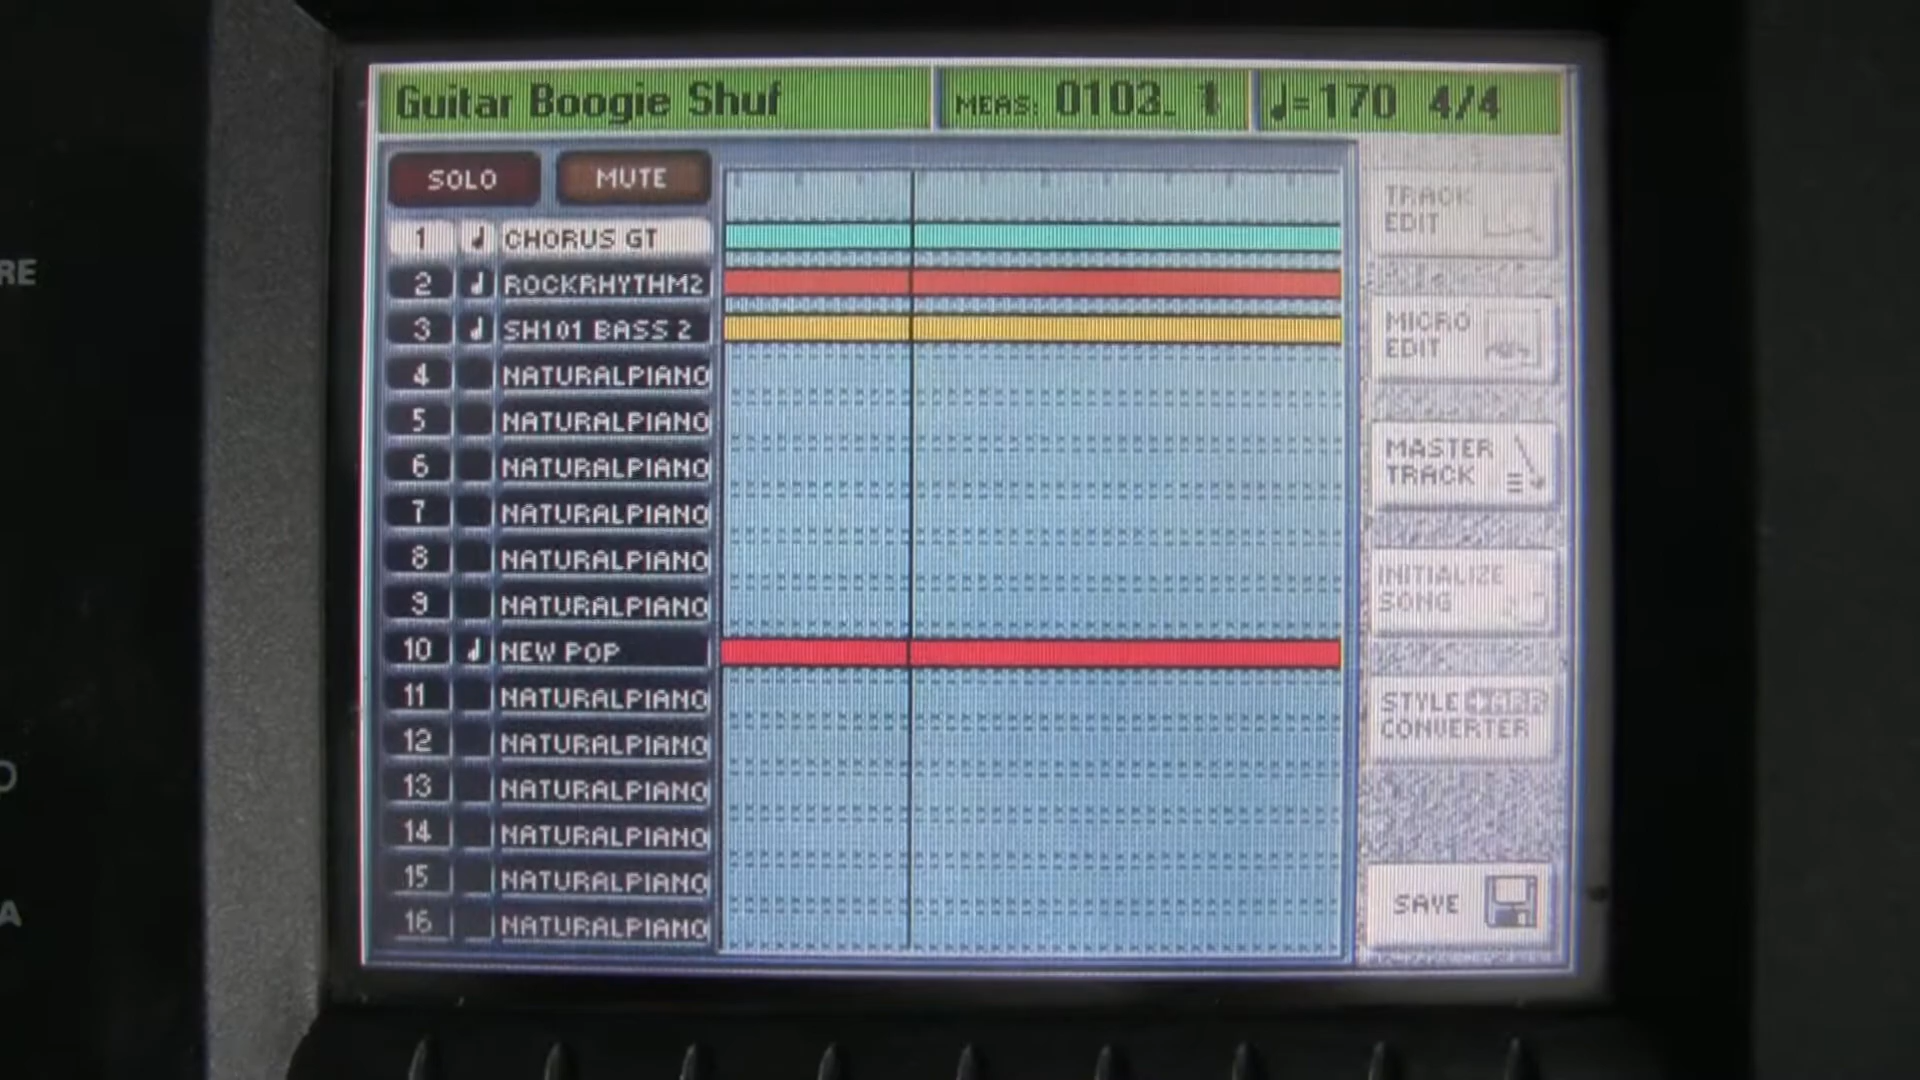 Guitar Boogie Shuf
MEAS:
♩=170 4/4
SOLO
MUTE
1 ♩ CHORUS GT
2 ♩ ROCKRHYTHM2
3 ♩ SH101 BASS 2
4 NATURALPIANO
5 NATURALPIANO
6 NATURALPIANO
7 NATURALPIANO
8 NATURALPIANO
9 NATURALPIANO
10 ♩ NEW POP
11 NATURALPIANO
12 NATURALPIANO
13 NATURALPIANO
14 NATURALPIANO
15 NATURALPIANO
16 NATURALPIANO
TRACK
EDIT
MICRO
EDIT
MASTER
TRACK
INITIALIZE
SONG
STYLE
CONVERTER
SAVE
RE
A